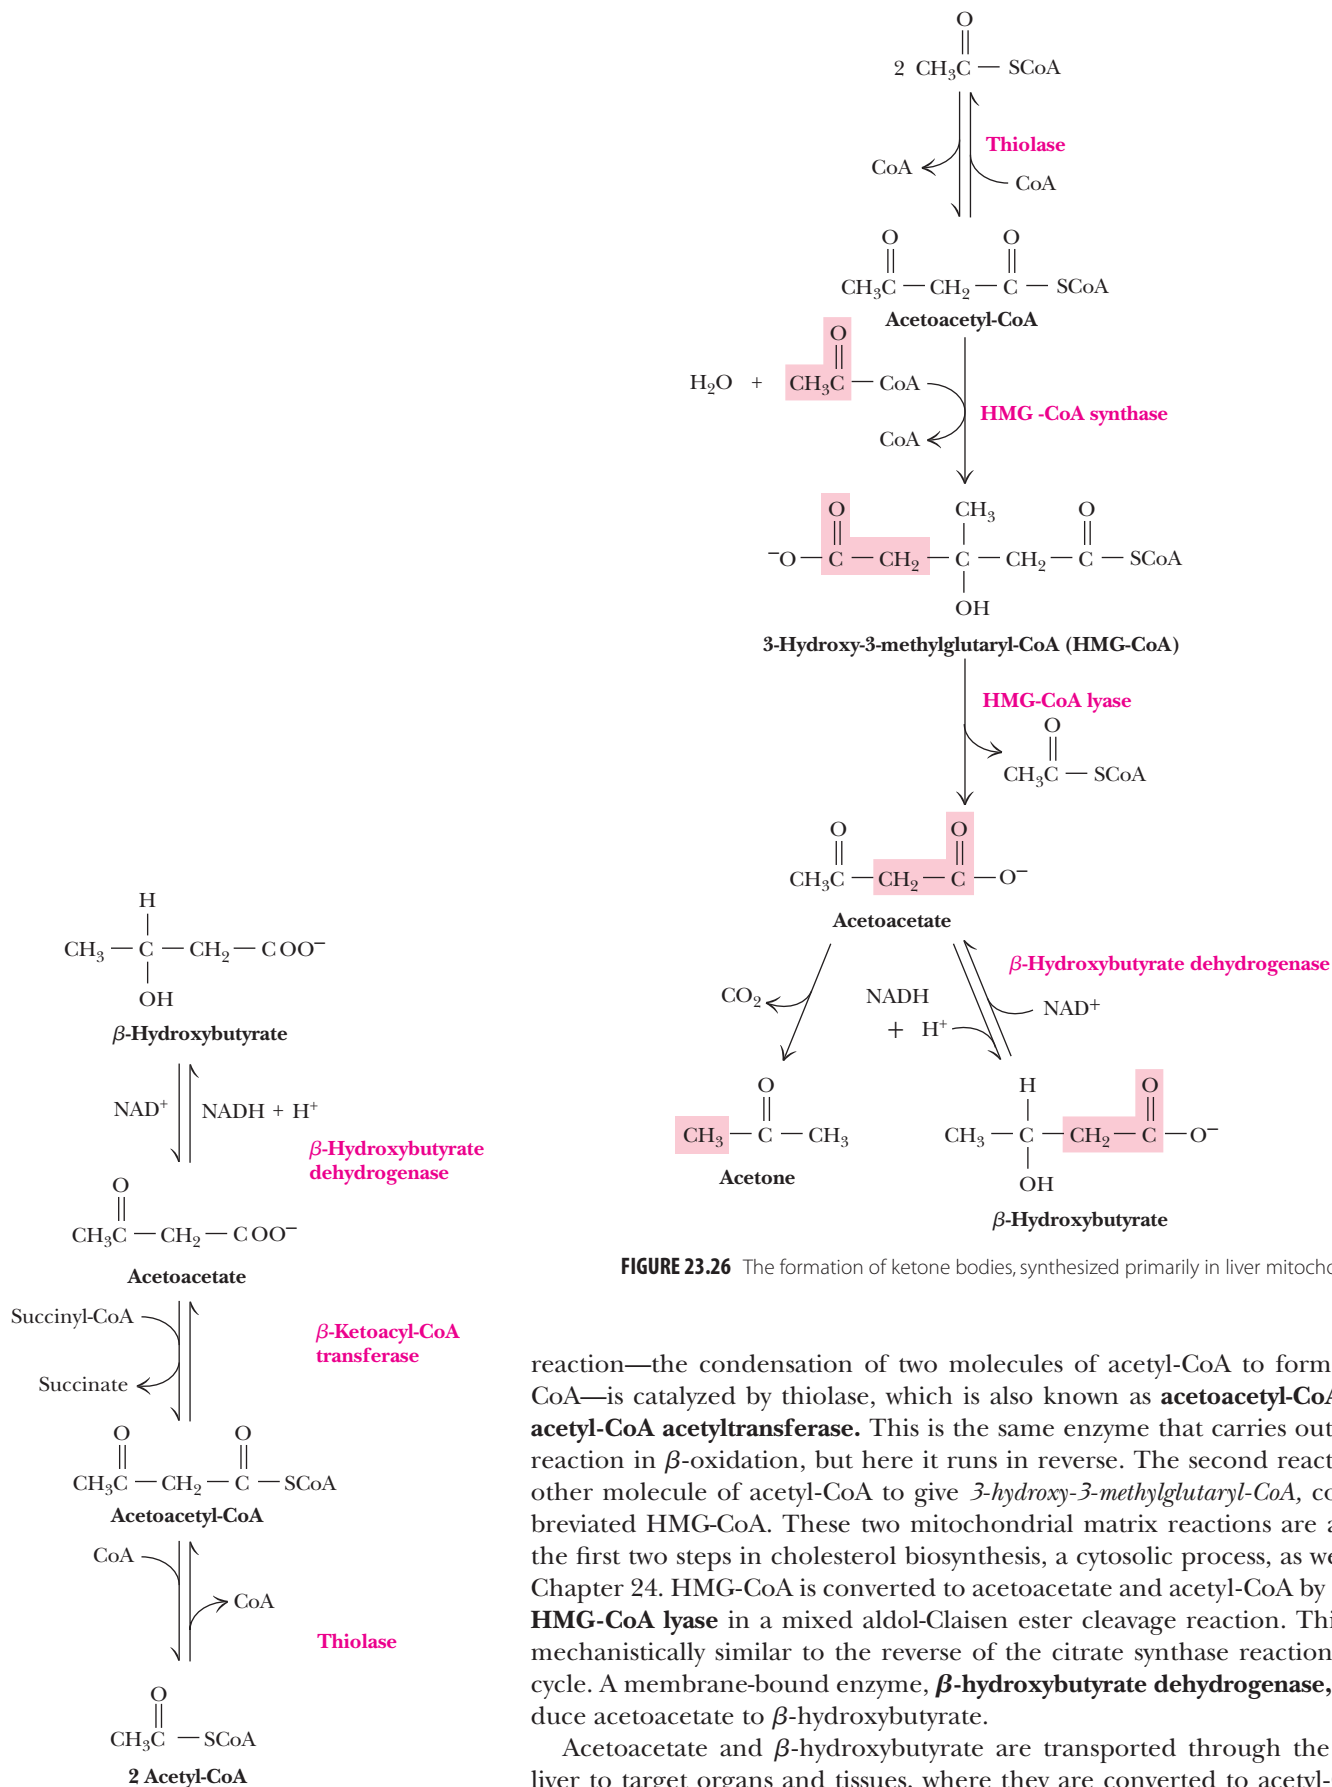 O
||
2 CH₃C — SCoA
Thiolase
CoA
CoA
O O
|| ||
CH₃C — CH₂ — C — SCoA
Acetoacetyl-CoA
O
||
H₂O + CH₃C — CoA
HMG -CoA synthase
CoA
O CH₃ O
|| | ||
⁻O — C — CH₂ — C — CH₂ — C — SCoA
|
OH
3-Hydroxy-3-methylglutaryl-CoA (HMG-CoA)
HMG-CoA lyase
O
||
CH₃C — SCoA
O O
|| ||
CH₃C — CH₂ — C — O⁻
Acetoacetate
β-Hydroxybutyrate dehydrogenase
CO₂
NADH
+ H⁺
NAD⁺
O
||
CH₃ — C — CH₃
Acetone
H O
| ||
CH₃ — C — CH₂ — C — O⁻
|
OH
β-Hydroxybutyrate
H
|
CH₃ — C — CH₂ — COO⁻
|
OH
β-Hydroxybutyrate
NAD⁺ NADH + H⁺
β-Hydroxybutyrate
dehydrogenase
O
||
CH₃C — CH₂ — COO⁻
Acetoacetate
Succinyl-CoA
β-Ketoacyl-CoA
transferase
Succinate
O O
|| ||
CH₃C — CH₂ — C — SCoA
Acetoacetyl-CoA
CoA
CoA
Thiolase
O
||
CH₃C — SCoA
2 Acetyl-CoA
FIGURE 23.26 The formation of ketone bodies, synthesized primarily in liver
reaction—the condensation of two molecules of acetyl-CoA to form
CoA—is catalyzed by thiolase, which is also known as acetoacetyl-CoA
acetyl-CoA acetyltransferase. This is the same enzyme that carries out
reaction in β-oxidation, but here it runs in reverse. The second
other molecule of acetyl-CoA to give 3-hydroxy-3-methylglutaryl-CoA,
breviated HMG-CoA. These two mitochondrial matrix reactions are
the first two steps in cholesterol biosynthesis, a cytosolic process, as
Chapter 24. HMG-CoA is converted to acetoacetate and acetyl-CoA by
HMG-CoA lyase in a mixed aldol-Claisen ester cleavage reaction.
mechanistically similar to the reverse of the citrate synthase reaction
cycle. A membrane-bound enzyme, β-hydroxybutyrate dehydrogenase,
duce acetoacetate to β-hydroxybutyrate.
Acetoacetate and β-hydroxybutyrate are transported through the
liver to target organs and tissues, where they are converted to